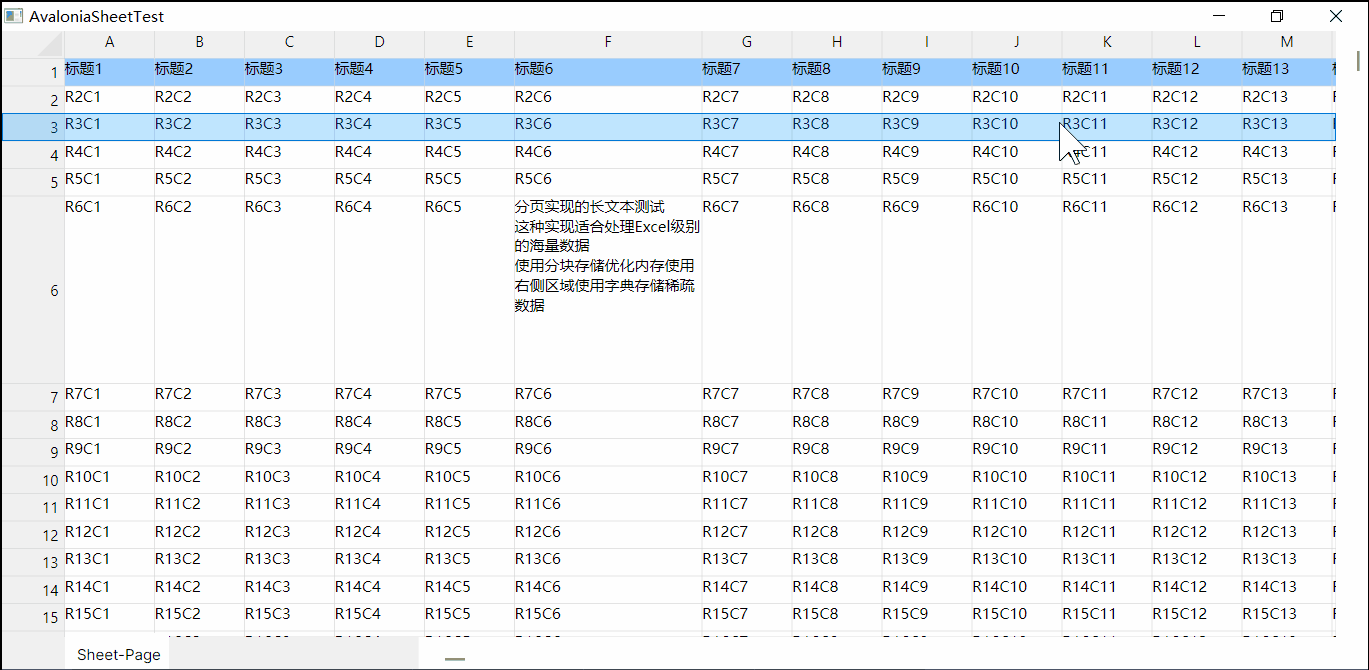 AvaloniaSheetTest
A B C D E F G H I J K L M
1 标题1 标题2 标题3 标题4 标题5 标题6 标题7 标题8 标题9 标题10 标题11 标题12 标题13
2 R2C1 R2C2 R2C3 R2C4 R2C5 R2C6 R2C7 R2C8 R2C9 R2C10 R2C11 R2C12 R2C13
3 R3C1 R3C2 R3C3 R3C4 R3C5 R3C6 R3C7 R3C8 R3C9 R3C10 R3C11 R3C12 R3C13
4 R4C1 R4C2 R4C3 R4C4 R4C5 R4C6 R4C7 R4C8 R4C9 R4C10 R4C11 R4C12 R4C13
5 R5C1 R5C2 R5C3 R5C4 R5C5 R5C6 R5C7 R5C8 R5C9 R5C10 R5C11 R5C12 R5C13
6 R6C1 R6C2 R6C3 R6C4 R6C5 分页实现的长文本测试 R6C7 R6C8 R6C9 R6C10 R6C11 R6C12 R6C13
这种实现适合处理Excel级别
的海量数据
使用分块存储优化内存使用
右侧区域使用字典存储稀疏
数据
7 R7C1 R7C2 R7C3 R7C4 R7C5 R7C6 R7C7 R7C8 R7C9 R7C10 R7C11 R7C12 R7C13
8 R8C1 R8C2 R8C3 R8C4 R8C5 R8C6 R8C7 R8C8 R8C9 R8C10 R8C11 R8C12 R8C13
9 R9C1 R9C2 R9C3 R9C4 R9C5 R9C6 R9C7 R9C8 R9C9 R9C10 R9C11 R9C12 R9C13
10 R10C1 R10C2 R10C3 R10C4 R10C5 R10C6 R10C7 R10C8 R10C9 R10C10 R10C11 R10C12 R10C13
11 R11C1 R11C2 R11C3 R11C4 R11C5 R11C6 R11C7 R11C8 R11C9 R11C10 R11C11 R11C12 R11C13
12 R12C1 R12C2 R12C3 R12C4 R12C5 R12C6 R12C7 R12C8 R12C9 R12C10 R12C11 R12C12 R12C13
13 R13C1 R13C2 R13C3 R13C4 R13C5 R13C6 R13C7 R13C8 R13C9 R13C10 R13C11 R13C12 R13C13
14 R14C1 R14C2 R14C3 R14C4 R14C5 R14C6 R14C7 R14C8 R14C9 R14C10 R14C11 R14C12 R14C13
15 R15C1 R15C2 R15C3 R15C4 R15C5 R15C6 R15C7 R15C8 R15C9 R15C10 R15C11 R15C12 R15C13
Sheet-Page